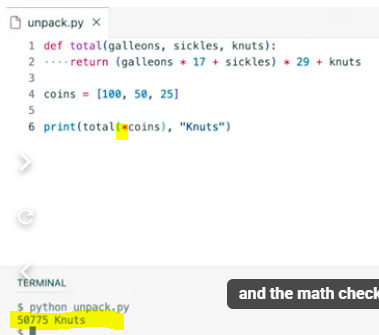 unpack.py ×
1 def total(galleons, sickles, knuts):
2 ····return (galleons * 17 + sickles) * 29 + knuts
3
4 coins = [100, 50, 25]
5
6 print(total(*coins), "Knuts")
TERMINAL
and the math check
$ python unpack.py
50775 Knuts
$